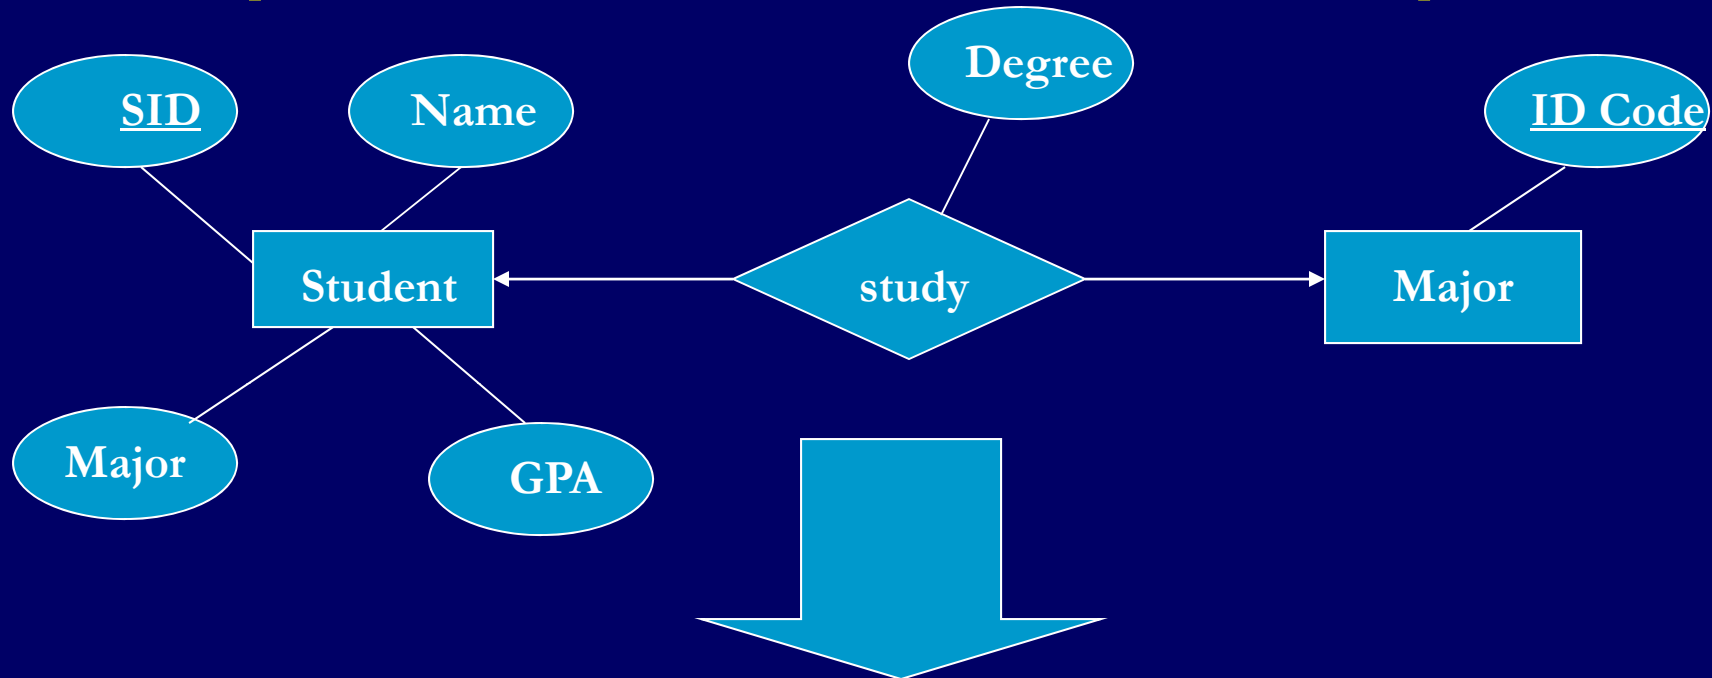 Degree
SID
Name
ID Code
Student
study
Major
Major
GPA